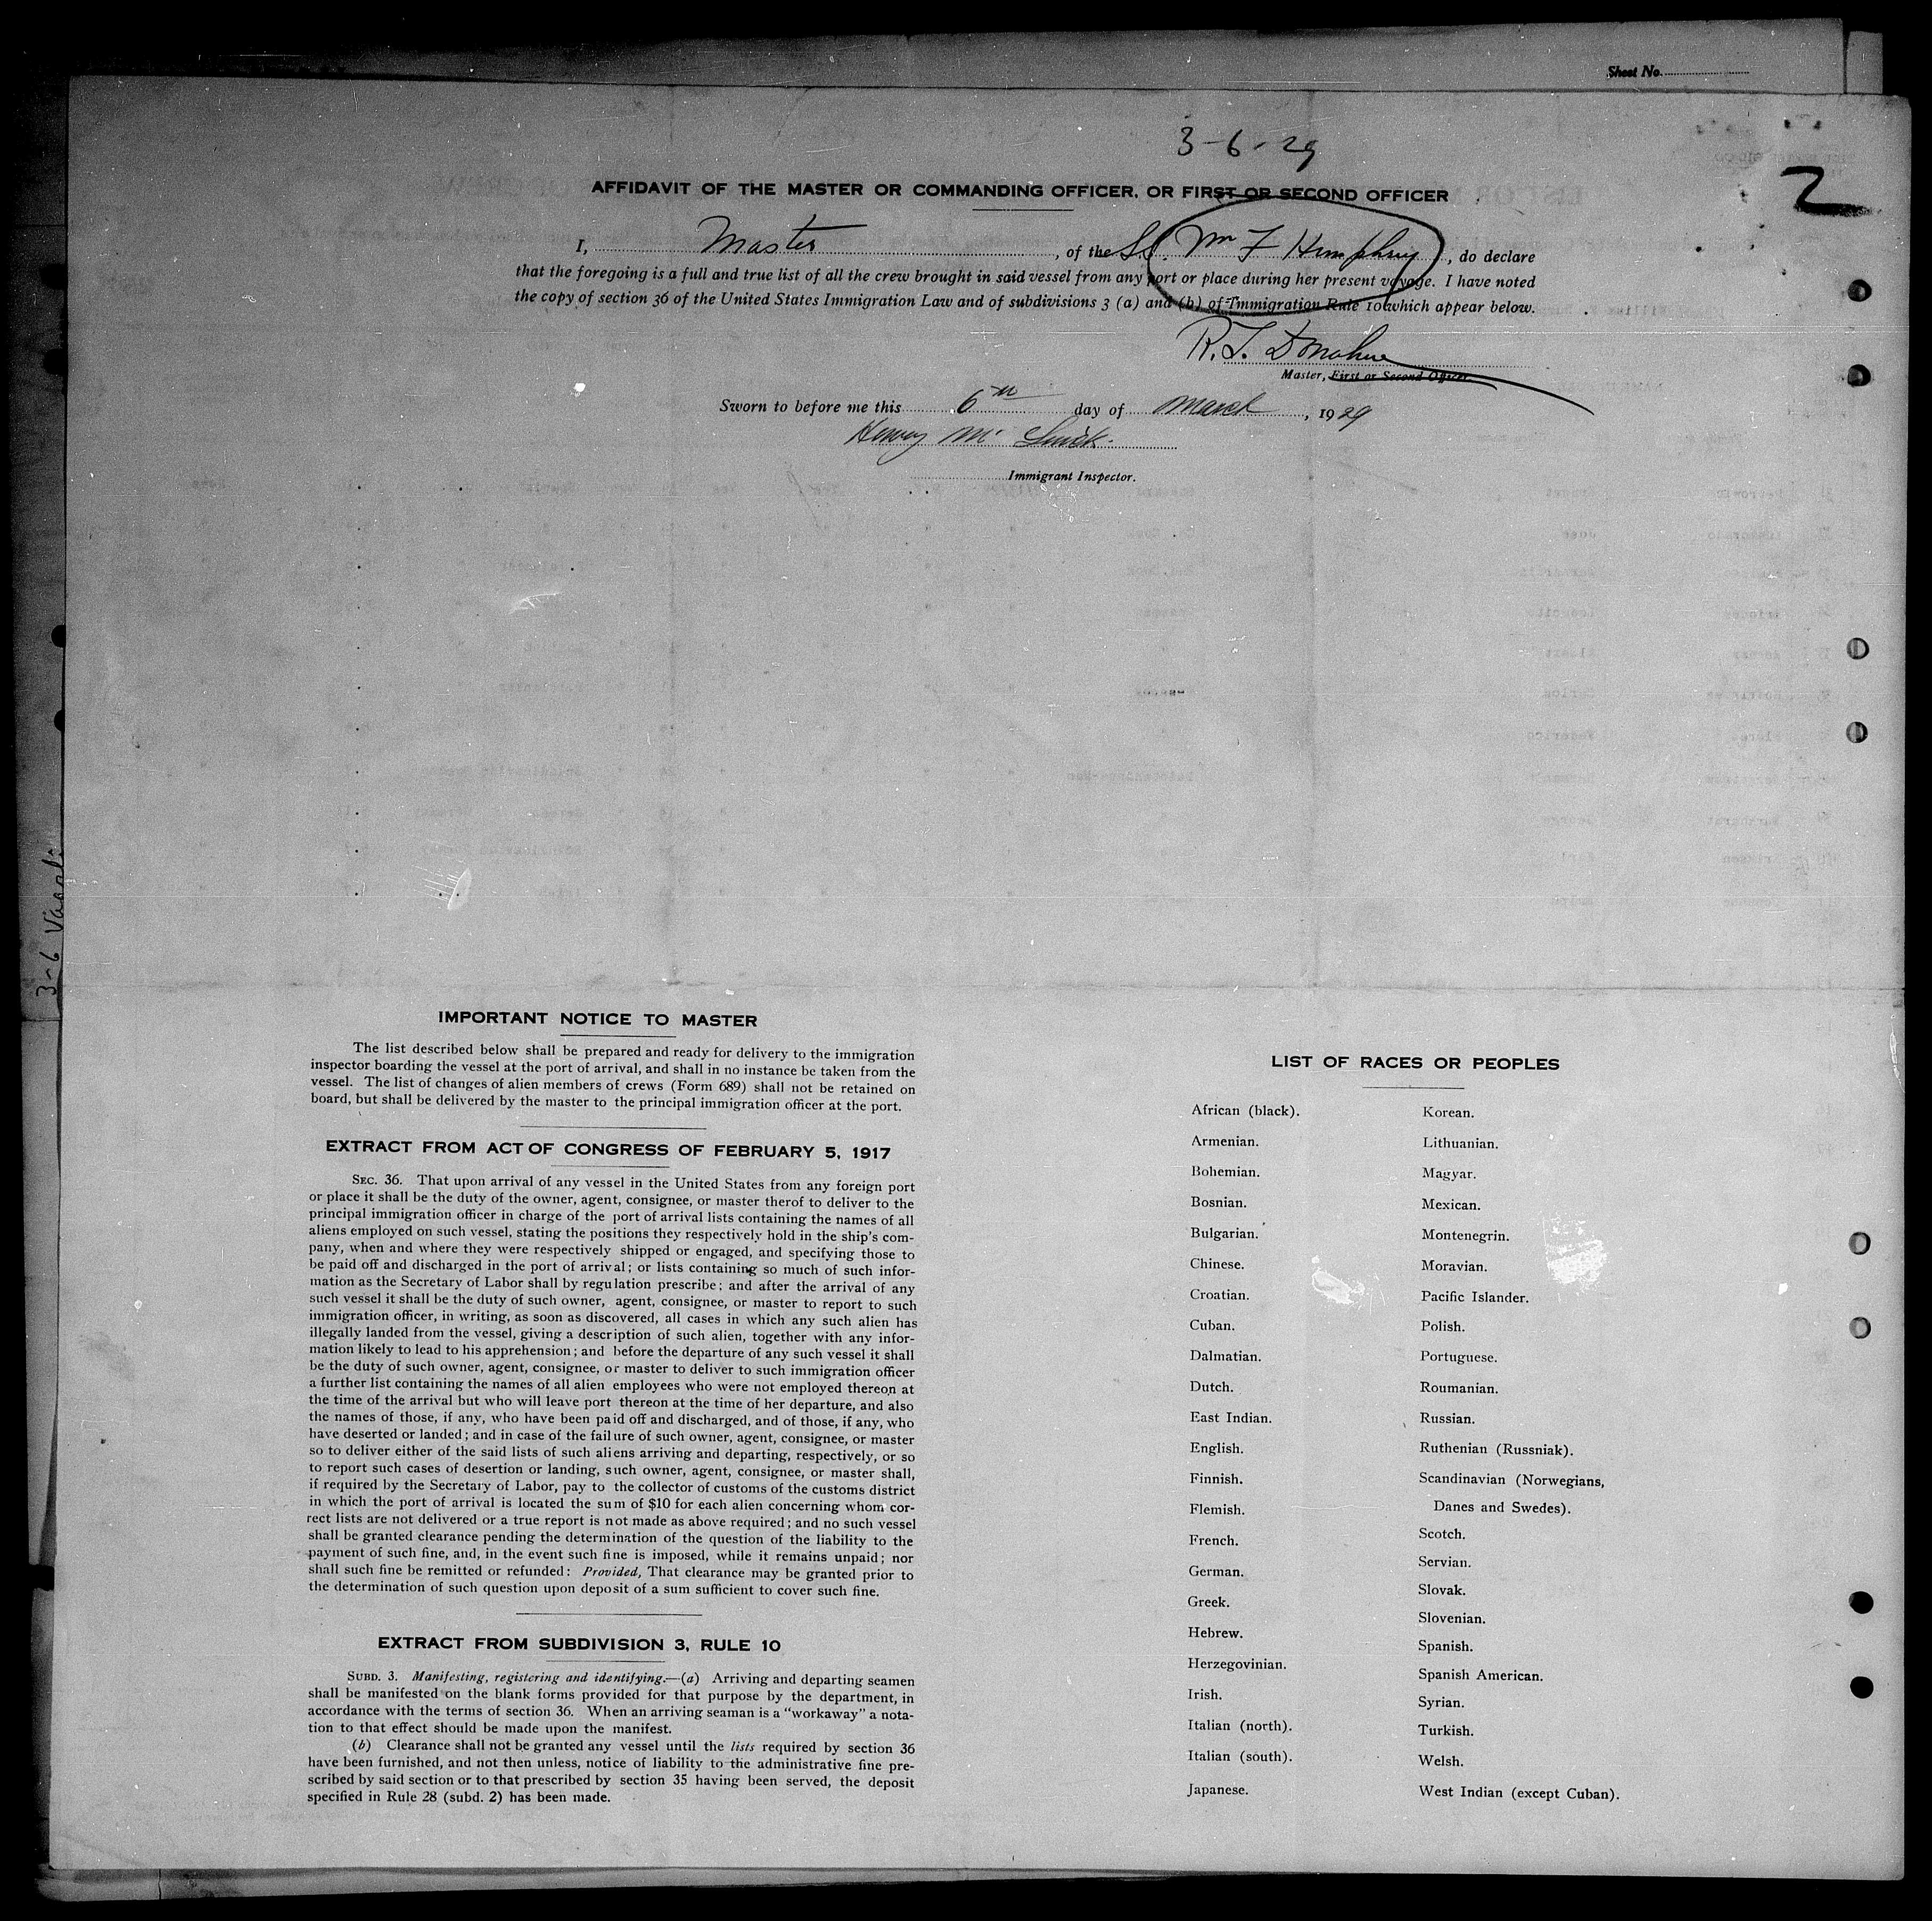 Sheet No.
3-6-29
2
AFFIDAVIT OF THE MASTER OR COMMANDING OFFICER, OR FIRST OR SECOND OFFICER
I, Master, of the S.S. Wm F Humphrey, do declare
that the foregoing is a full and true list of all the crew brought in said vessel from any port or place during her present voyage. I have noted
the copy of section 36 of the United States Immigration Law and of subdivisions 3 (a) and (b) of Immigration Rule 10 which appear below.
R. T. Donahue
Master, First or Second Officer.
Sworn to before me this 6th day of March, 1929
Immigrant Inspector.
3-6
IMPORTANT NOTICE TO MASTER
The list described below shall be prepared and ready for delivery to the immigration
inspector boarding the vessel at the port of arrival, and shall in no instance be taken from the
vessel. The list of changes of alien members of crews (Form 689) shall not be retained on
board, but shall be delivered by the master to the principal immigration officer at the port.
EXTRACT FROM ACT OF CONGRESS OF FEBRUARY 5, 1917
SEC. 36. That upon arrival of any vessel in the United States from any foreign port
or place it shall be the duty of the owner, agent, consignee, or master therof to deliver to the
principal immigration officer in charge of the port of arrival lists containing the names of all
aliens employed on such vessel, stating the positions they respectively hold in the ship's com-
pany, when and where they were respectively shipped or engaged, and specifying those to
be paid off and discharged in the port of arrival; or lists containing so much of such infor-
mation as the Secretary of Labor shall by regulation prescribe; and after the arrival of any
such vessel it shall be the duty of such owner, agent, consignee, or master to report to such
immigration officer, in writing, as soon as discovered, all cases in which any such alien has
illegally landed from the vessel, giving a description of such alien, together with any infor-
mation likely to lead to his apprehension; and before the departure of any such vessel it shall
be the duty of such owner, agent, consignee, or master to deliver to such immigration officer
a further list containing the names of all alien employees who were not employed thereon at
the time of the arrival but who will leave port thereon at the time of her departure, and also
the names of those, if any, who have been paid off and discharged, and of those, if any, who
have deserted or landed; and in case of the failure of such owner, agent, consignee, or master
so to deliver either of the said lists of such aliens arriving and departing, respectively, or so
to report such cases of desertion or landing, such owner, agent, consignee, or master shall,
if required by the Secretary of Labor, pay to the collector of customs of the customs district
in which the port of arrival is located the sum of $10 for each alien concerning whom cor-
rect lists are not delivered or a true report is not made as above required; and no such vessel
shall be granted clearance pending the determination of the question of the liability to the
payment of such fine, and, in the event such fine is imposed, while it remains unpaid; nor
shall such fine be remitted or refunded: Provided, That clearance may be granted prior to
the determination of such question upon deposit of a sum sufficient to cover such fine.
EXTRACT FROM SUBDIVISION 3, RULE 10
SUBD. 3. Manifesting, registering and identifying.—(a) Arriving and departing seamen
shall be manifested on the blank forms provided for that purpose by the department, in
accordance with the terms of section 36. When an arriving seaman is a "workaway" a nota-
tion to that effect should be made upon the manifest.
(b) Clearance shall not be granted any vessel until the lists required by section 36
have been furnished, and not then unless, notice of liability to the administrative fine pre-
scribed by said section or to that prescribed by section 35 having been served, the deposit
specified in Rule 28 (subd. 2) has been made.
LIST OF RACES OR PEOPLES
African (black).
Armenian.
Bohemian.
Bosnian.
Bulgarian.
Chinese.
Croatian.
Cuban.
Dalmatian.
Dutch.
East Indian.
English.
Finnish.
Flemish.
French.
German.
Greek.
Hebrew.
Herzegovinian.
Irish.
Italian (north).
Italian (south).
Japanese.
Korean.
Lithuanian.
Magyar.
Mexican.
Montenegrin.
Moravian.
Pacific Islander.
Polish.
Portuguese.
Roumanian.
Russian.
Ruthenian (Russniak).
Scandinavian (Norwegians,
Danes and Swedes).
Scotch.
Servian.
Slovak.
Slovenian.
Spanish.
Spanish American.
Syrian.
Turkish.
Welsh.
West Indian (except Cuban).